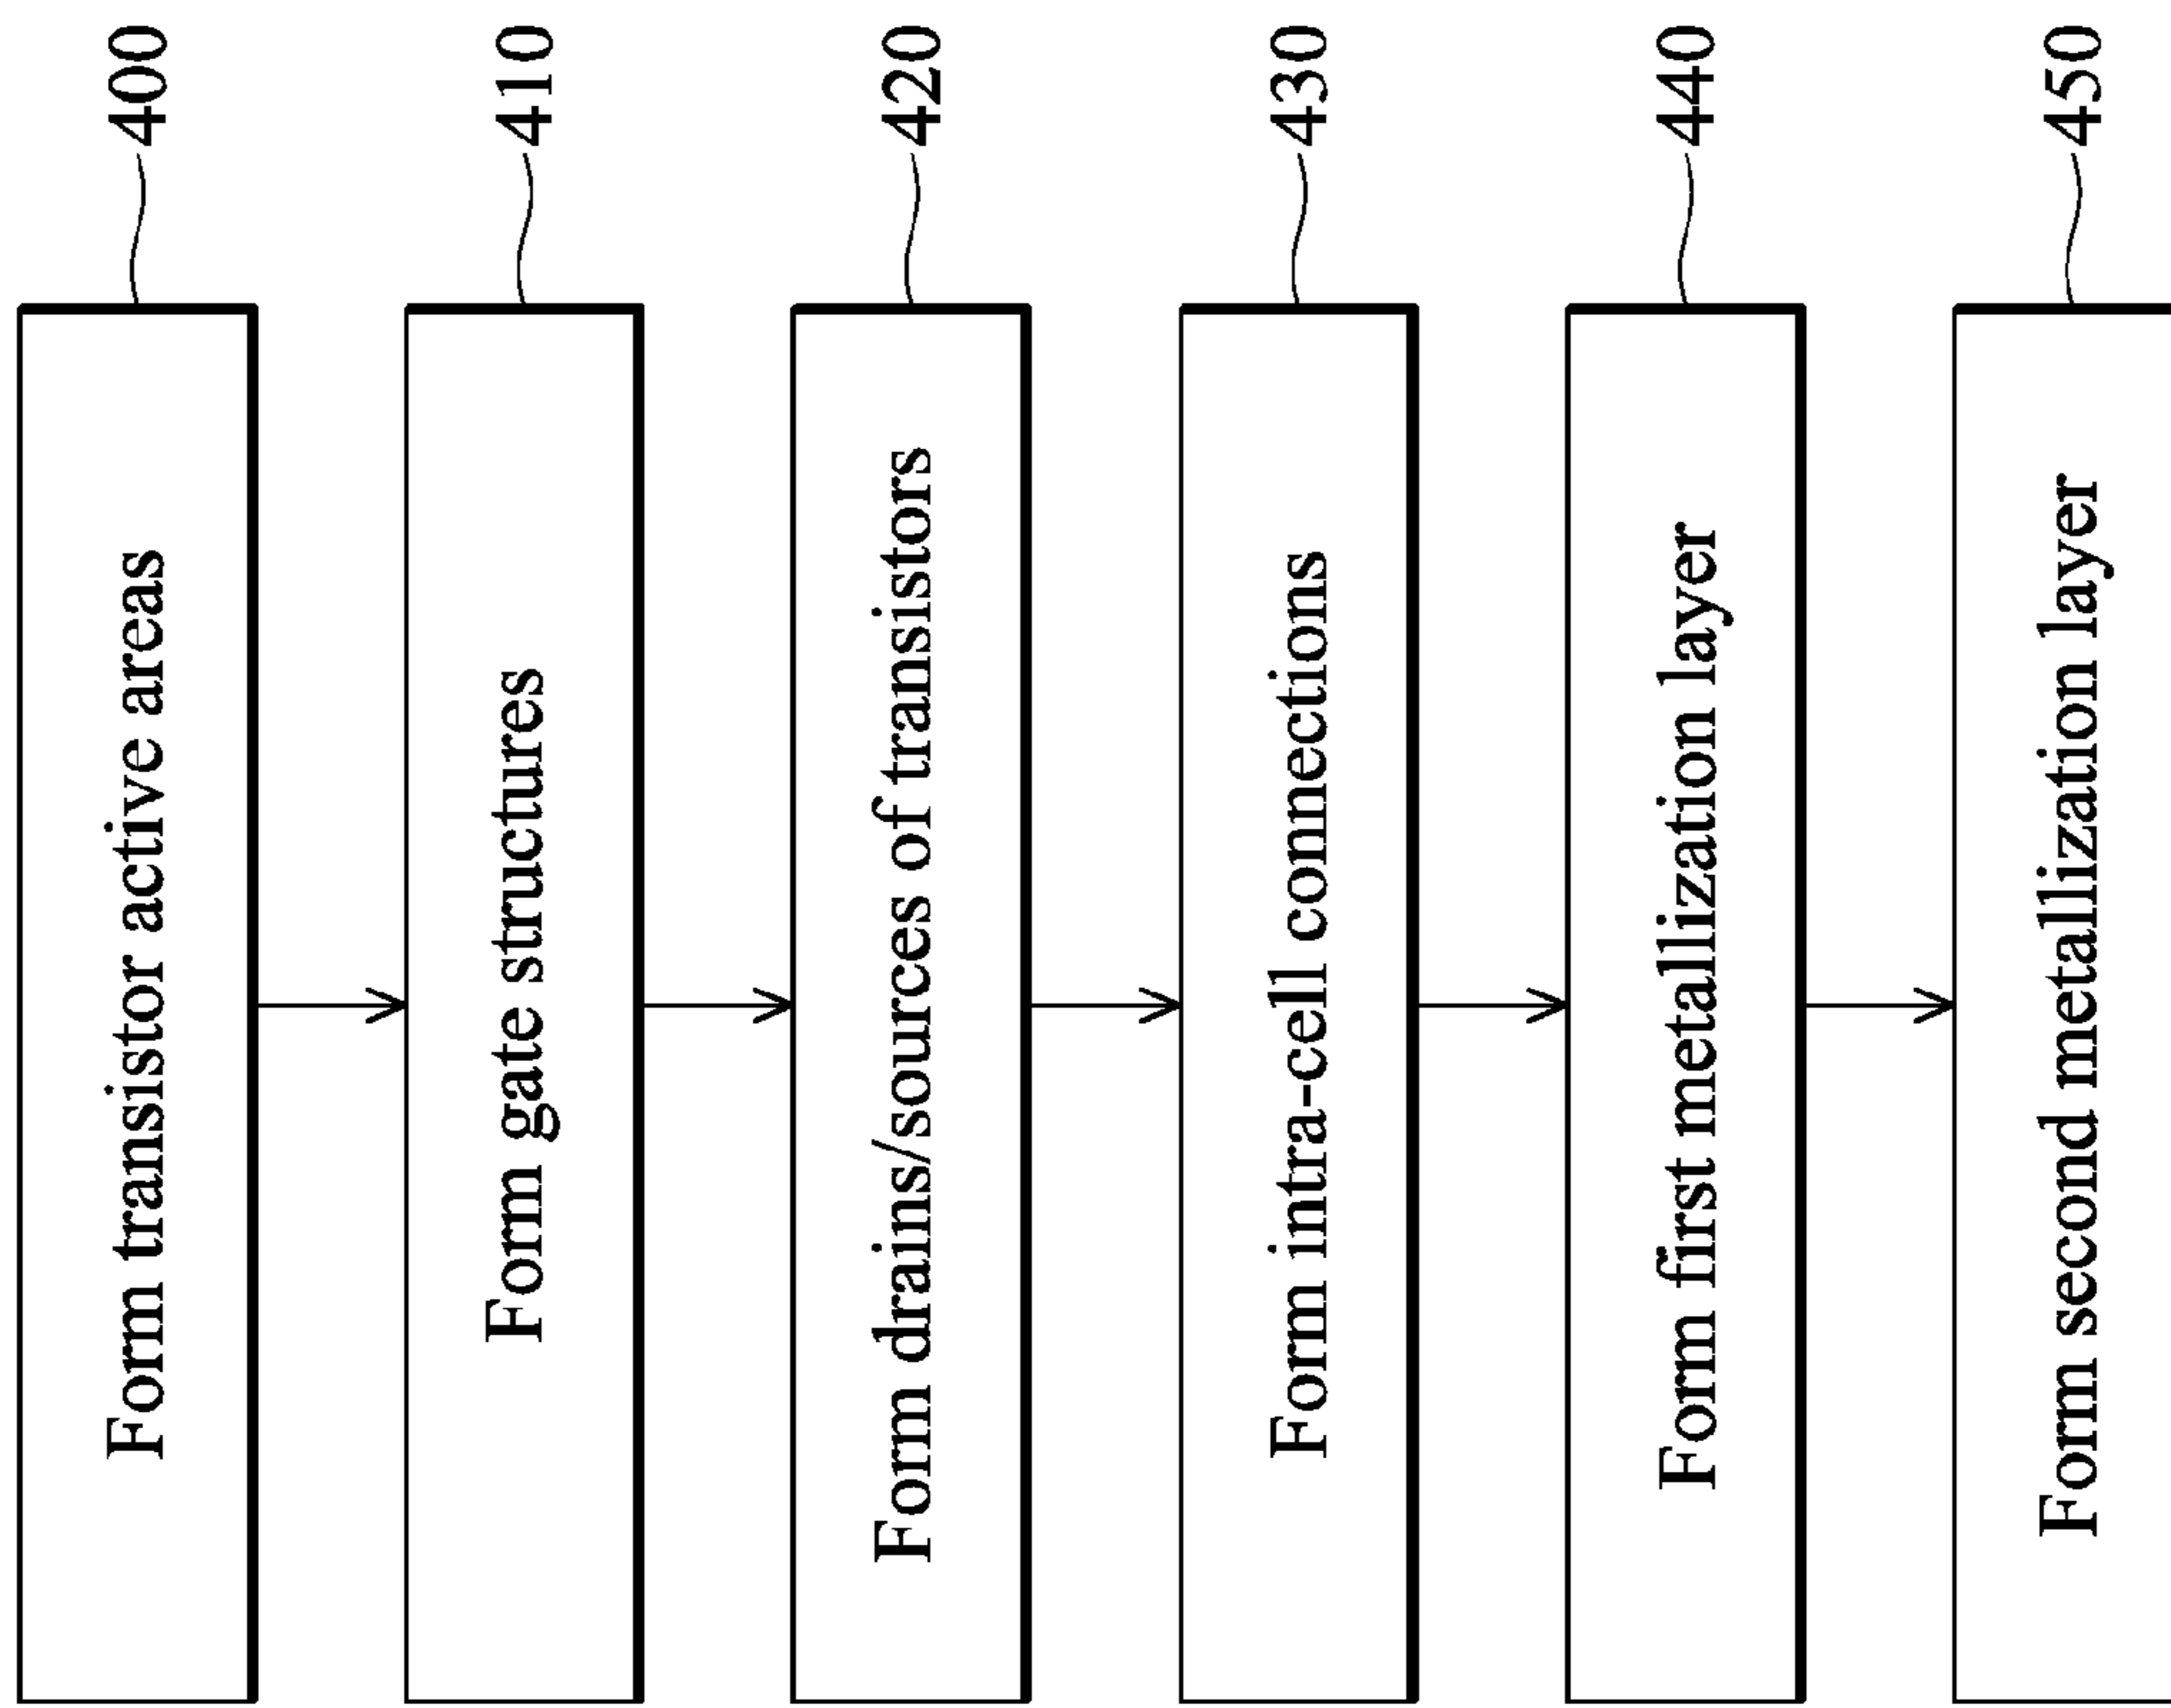 Form transistor active areas
400
Form gate structures
410
Form drains/sources of transistors
420
Form intra-cell connections
430
Form first metallization layer
440
Form second metallization layer
450